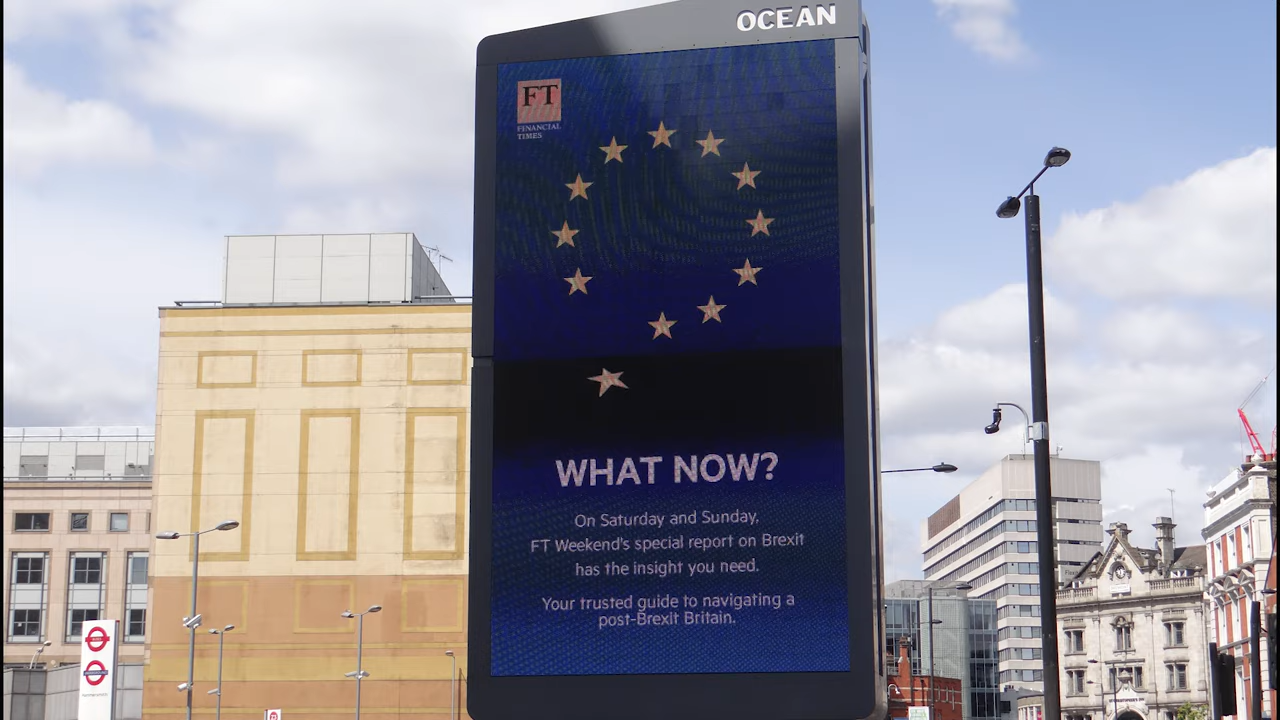 OCEAN
FT
FINANCIAL
TIMES
WHAT NOW?
On Saturday and Sunday,
FT Weekend's special report on Brexit
has the insight you need.
Your trusted guide to navigating a
post-Brexit Britain.